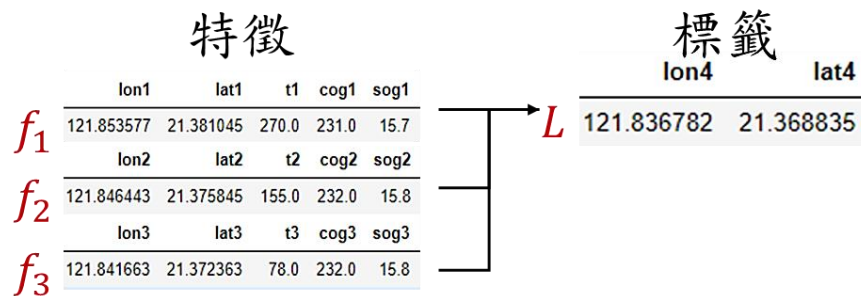 特徵
標籤
lon1 lat1 t1 cog1 sog1
f1 121.853577 21.381045 270.0 231.0 15.7
lon2 lat2 t2 cog2 sog2
f2 121.846443 21.375845 155.0 232.0 15.8
lon3 lat3 t3 cog3 sog3
f3 121.841663 21.372363 78.0 232.0 15.8
lon4 lat4
L 121.836782 21.368835